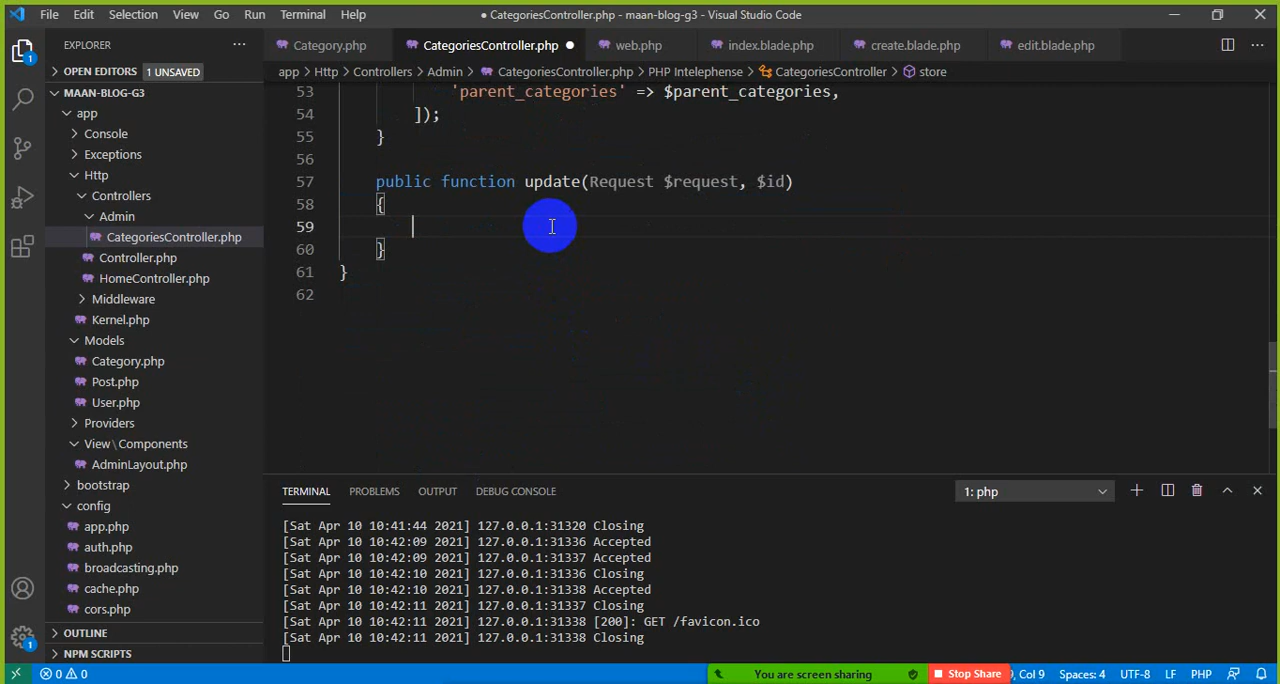 File Edit Selection View Go Run Terminal Help
● CategoriesController.php - maan-blog-g3 - Visual Studio Code
EXPLORER
Category.php CategoriesController.php web.php index.blade.php create.blade.php edit.blade.php
OPEN EDITORS 1 UNSAVED
app > Http > Controllers > Admin > CategoriesController.php > PHP Intelephense > CategoriesController > store
MAAN-BLOG-G3
app
Console
Exceptions
Http
Controllers
Admin
CategoriesController.php
Controller.php
HomeController.php
Middleware
Kernel.php
Models
Category.php
Post.php
User.php
Providers
View\Components
AdminLayout.php
bootstrap
config
app.php
auth.php
broadcasting.php
cache.php
cors.php
OUTLINE
NPM SCRIPTS
1
1
53 'parent_categories' => $parent_categories,
54 ]);
55 }
56
57 public function update(Request $request, $id)
58 {
59
60 }
61 }
62
TERMINAL PROBLEMS OUTPUT DEBUG CONSOLE 1: php
[Sat Apr 10 10:41:44 2021] 127.0.0.1:31320 Closing
[Sat Apr 10 10:42:09 2021] 127.0.0.1:31336 Accepted
[Sat Apr 10 10:42:09 2021] 127.0.0.1:31337 Accepted
[Sat Apr 10 10:42:10 2021] 127.0.0.1:31336 Closing
[Sat Apr 10 10:42:10 2021] 127.0.0.1:31338 Accepted
[Sat Apr 10 10:42:11 2021] 127.0.0.1:31337 Closing
[Sat Apr 10 10:42:11 2021] 127.0.0.1:31338 [200]: GET /favicon.ico
[Sat Apr 10 10:42:11 2021] 127.0.0.1:31338 Closing
0 0 You are screen sharing Stop Share 9, Col 9 Spaces: 4 UTF-8 LF PHP